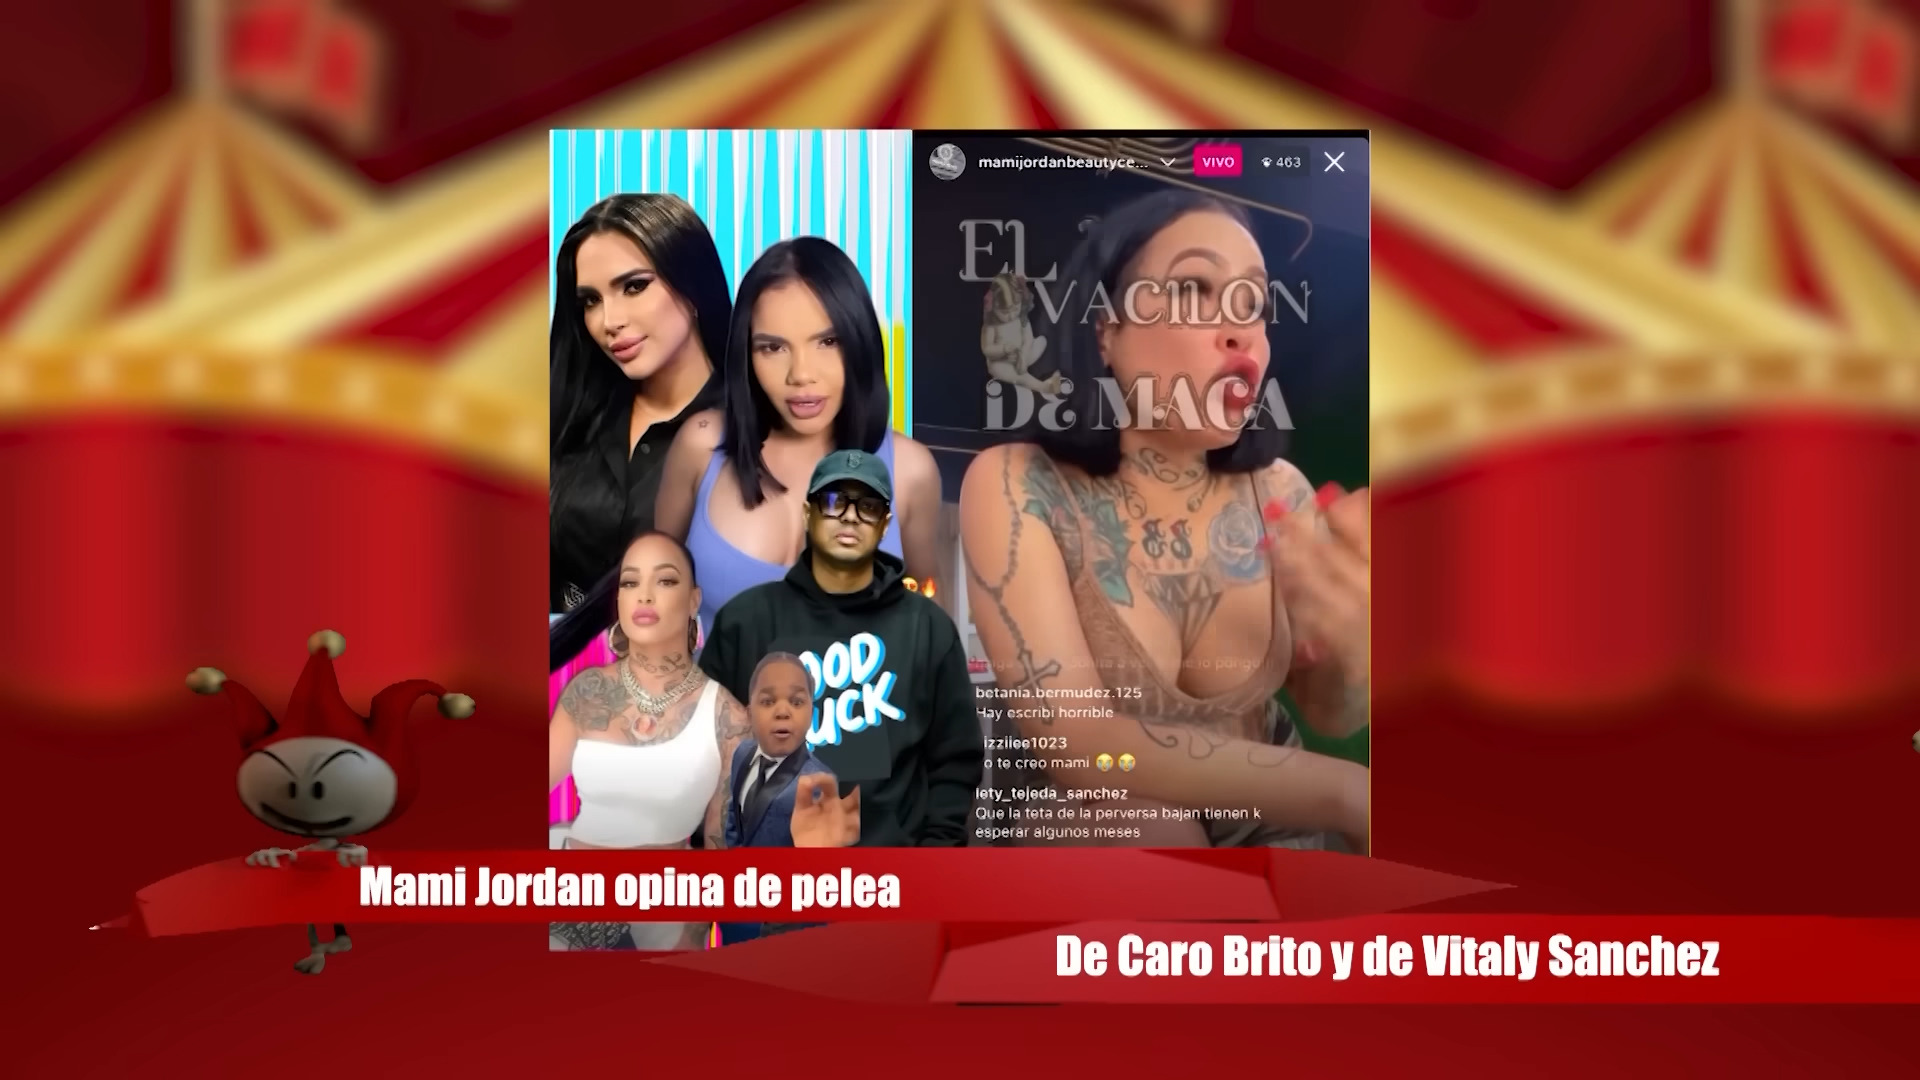 mamijordanbeautyce...
VIVO
463
EL
VACILON
DE MACA
88
OOD
UCK
betania.bermudez.125
Hay escribi horrible
izziiee1023
o te creo mami
lety_tejeda_sanchez
Que la teta de la perversa bajan tienen k
esperar algunos meses
Mami Jordan opina de pelea
De Caro Brito y de Vitaly Sanchez